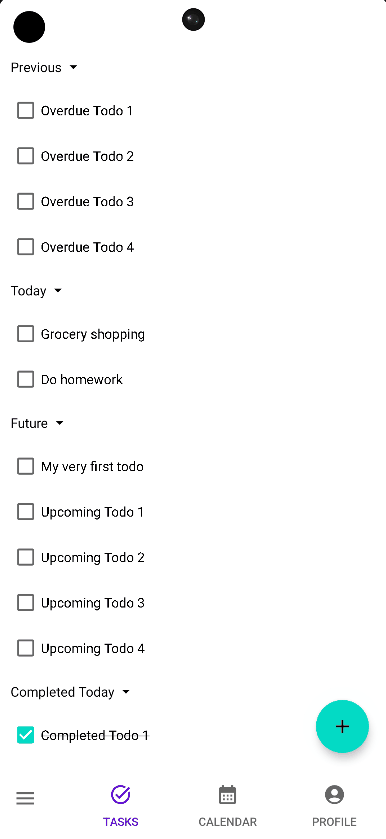 Previous
Overdue Todo 1
Overdue Todo 2
Overdue Todo 3
Overdue Todo 4
Today
Grocery shopping
Do homework
Future
My very first todo
Upcoming Todo 1
Upcoming Todo 2
Upcoming Todo 3
Upcoming Todo 4
Completed Today
Completed Todo 1
TASKS
CALENDAR
PROFILE